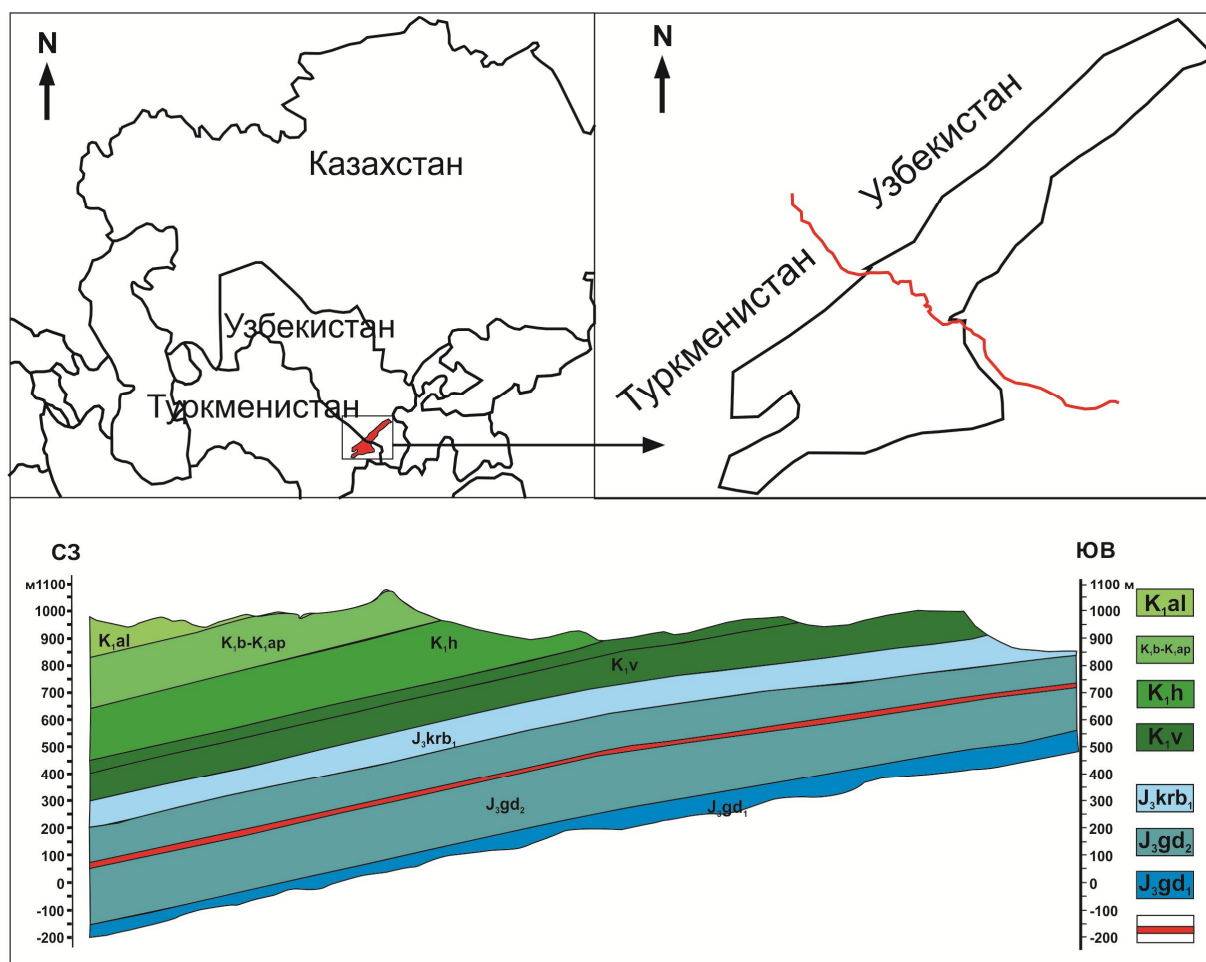 N
Казахстан
Узбекистан
Туркменистан
N
Узбекистан
Туркменистан
СЗ
ЮВ
м1100
1000
900
800
700
600
500
400
300
200
100
0
-100
-200
K₁al
K₁b-K₁ap
K₁h
K₁v
J₃krb₁
J₃gd₂
J₃gd₁
1100 м
1000
900
800
700
600
500
400
300
200
100
0
-100
-200
K₁al
K₁b-K₁ap
K₁h
K₁v
J₃krb₁
J₃gd₂
J₃gd₁